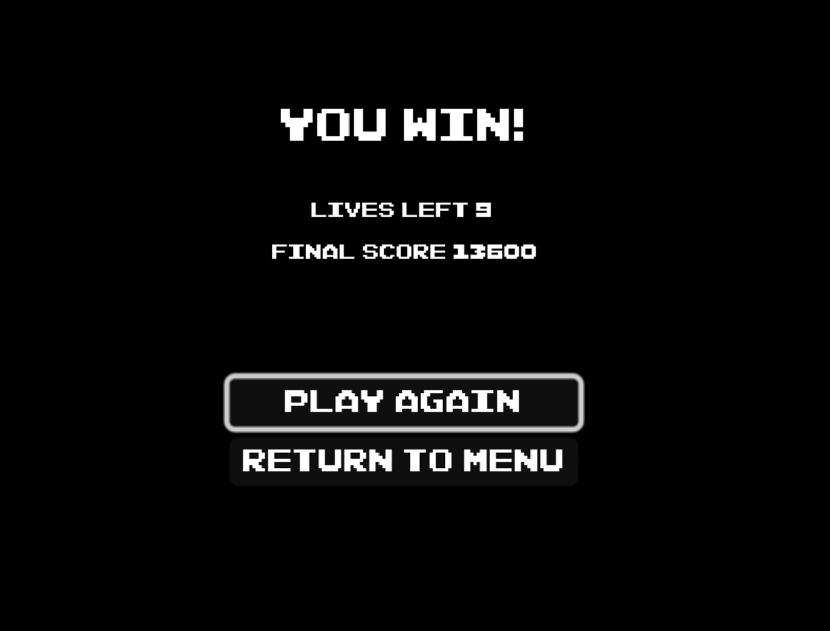 YOU WIN!
LIVES LEFT 9
FINAL SCORE 13600
PLAY AGAIN
RETURN TO MENU